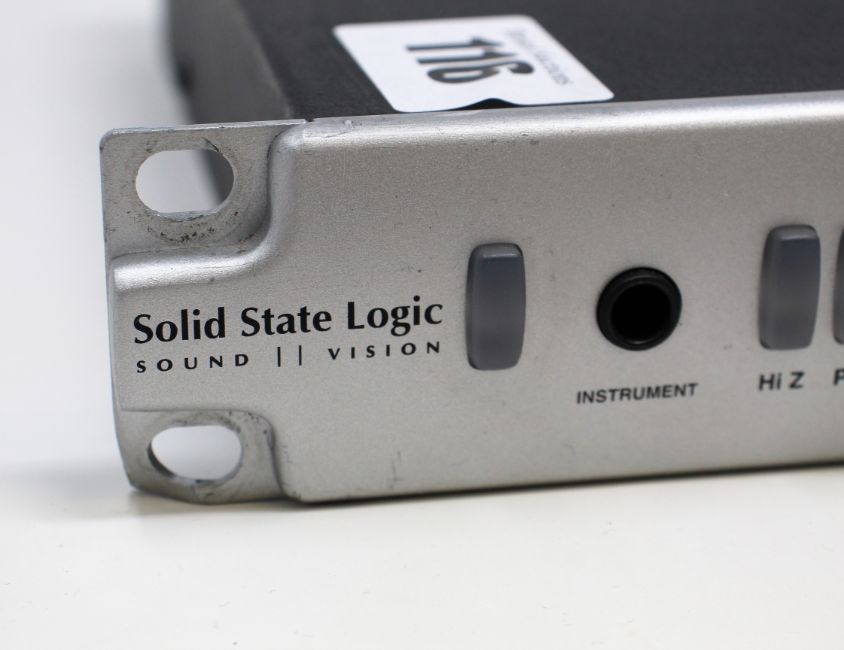 116
Solid State Logic
SOUND || VISION
INSTRUMENT
Hi Z
P